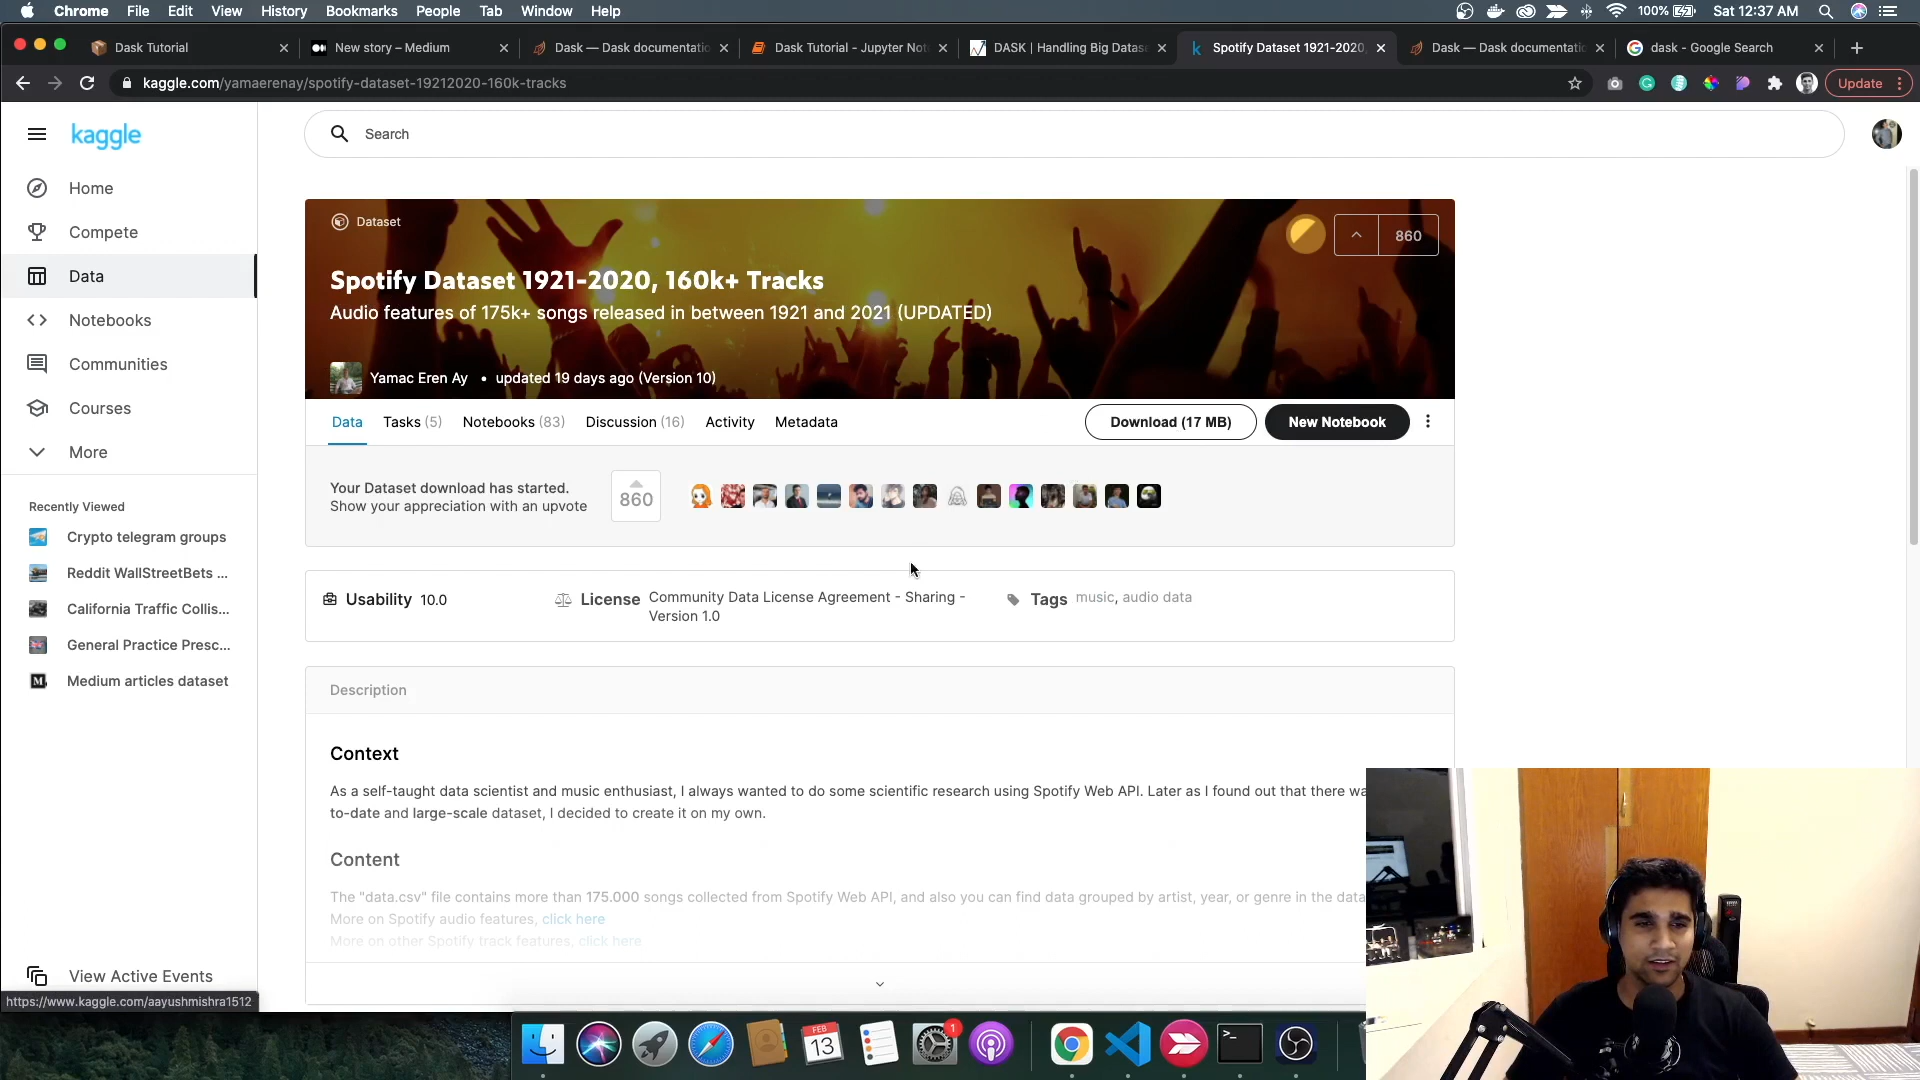 Chrome File Edit View History Bookmarks People Tab Window Help 100% Sat 12:37 AM
Dask Tutorial New story – Medium Dask — Dask documentatio Dask Tutorial - Jupyter Not DASK | Handling Big Datase Spotify Dataset 1921-2020, Dask — Dask documentatio dask - Google Search
kaggle.com/yamaerenay/spotify-dataset-19212020-160k-tracks Update
kaggle
Search
Home
Compete
Data
Notebooks
Communities
Courses
More
Recently Viewed
Crypto telegram groups
Reddit WallStreetBets ...
California Traffic Collis...
General Practice Presc...
Medium articles dataset
View Active Events
https://www.kaggle.com/aayushmishra1512
Dataset
860
Spotify Dataset 1921-2020, 160k+ Tracks
Audio features of 175k+ songs released in between 1921 and 2021 (UPDATED)
Yamac Eren Ay • updated 19 days ago (Version 10)
Data Tasks (5) Notebooks (83) Discussion (16) Activity Metadata Download (17 MB) New Notebook
Your Dataset download has started.
Show your appreciation with an upvote
860
Usability 10.0 License Community Data License Agreement - Sharing - Tags music, audio data
Version 1.0
Description
Context
As a self-taught data scientist and music enthusiast, I always wanted to do some scientific research using Spotify Web API. Later as I found out that there wa
to-date and large-scale dataset, I decided to create it on my own.
Content
The "data.csv" file contains more than 175.000 songs collected from Spotify Web API, and also you can find data grouped by artist, year, or genre in the data
More on Spotify audio features, click here
More on other Spotify track features, click here
FEB
13
1